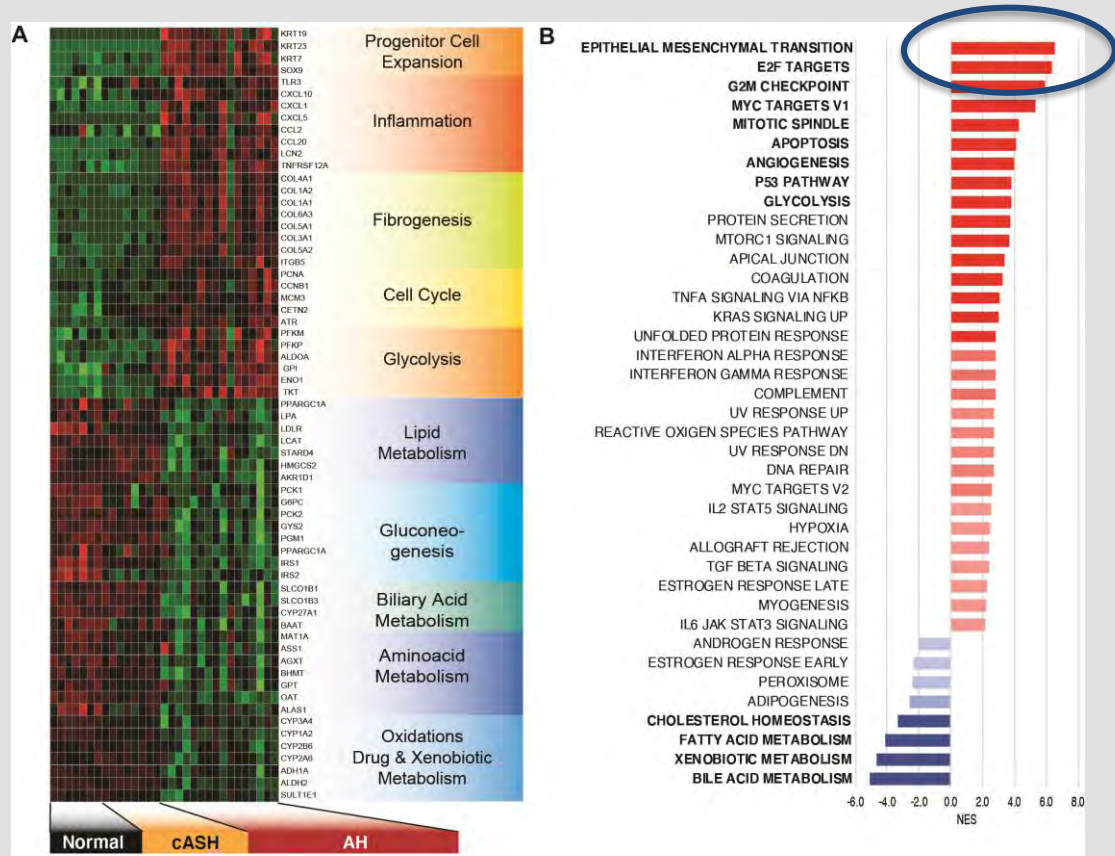 A
KRT19
KRT23
KRT7
SOX9
TLR3
CXCL10
CXCL1
CXCL5
CCL2
CCL20
LCN2
TNFRSF12A
COL4A1
COL1A2
COL1A1
COL6A3
COL5A1
COL3A1
COL5A2
ITGB5
PCNA
CCNB1
MCM3
CETN2
ATR
PFKM
PFKP
ALDOA
GPI
ENO1
TKT
PPARGC1A
LPA
LDLR
LCAT
STARD4
HMGCS2
AKR1D1
PCK1
G6PC
PCK2
GYS2
PGM1
PPARGC1A
IRS1
IRS2
SLCO1B1
SLCO1B3
CYP27A1
BAAT
MAT1A
ASS1
AGXT
BHMT
GPT
OAT
ALAS1
CYP3A4
CYP1A2
CYP2B6
CYP2A6
ADH1A
ALDH2
SULT1E1
Progenitor Cell
Expansion
Inflammation
Fibrogenesis
Cell Cycle
Glycolysis
Lipid
Metabolism
Gluconeo-
genesis
Biliary Acid
Metabolism
Aminoacid
Metabolism
Oxidations
Drug & Xenobiotic
Metabolism
Normal cASH AH
B
EPITHELIAL MESENCHYMAL TRANSITION
E2F TARGETS
G2M CHECKPOINT
MYC TARGETS V1
MITOTIC SPINDLE
APOPTOSIS
ANGIOGENESIS
P53 PATHWAY
GLYCOLYSIS
PROTEIN SECRETION
MTORC1 SIGNALING
APICAL JUNCTION
COAGULATION
TNFA SIGNALING VIA NFKB
KRAS SIGNALING UP
UNFOLDED PROTEIN RESPONSE
INTERFERON ALPHA RESPONSE
INTERFERON GAMMA RESPONSE
COMPLEMENT
UV RESPONSE UP
REACTIVE OXIGEN SPECIES PATHWAY
UV RESPONSE DN
DNA REPAIR
MYC TARGETS V2
IL2 STAT5 SIGNALING
HYPOXIA
ALLOGRAFT REJECTION
TGF BETA SIGNALING
ESTROGEN RESPONSE LATE
MYOGENESIS
IL6 JAK STAT3 SIGNALING
ANDROGEN RESPONSE
ESTROGEN RESPONSE EARLY
PEROXISOME
ADIPOGENESIS
CHOLESTEROL HOMEOSTASIS
FATTY ACID METABOLISM
XENOBIOTIC METABOLISM
BILE ACID METABOLISM
-6.0 -4.0 -2.0 0.0 2.0 4.0 6.0 8.0
NES